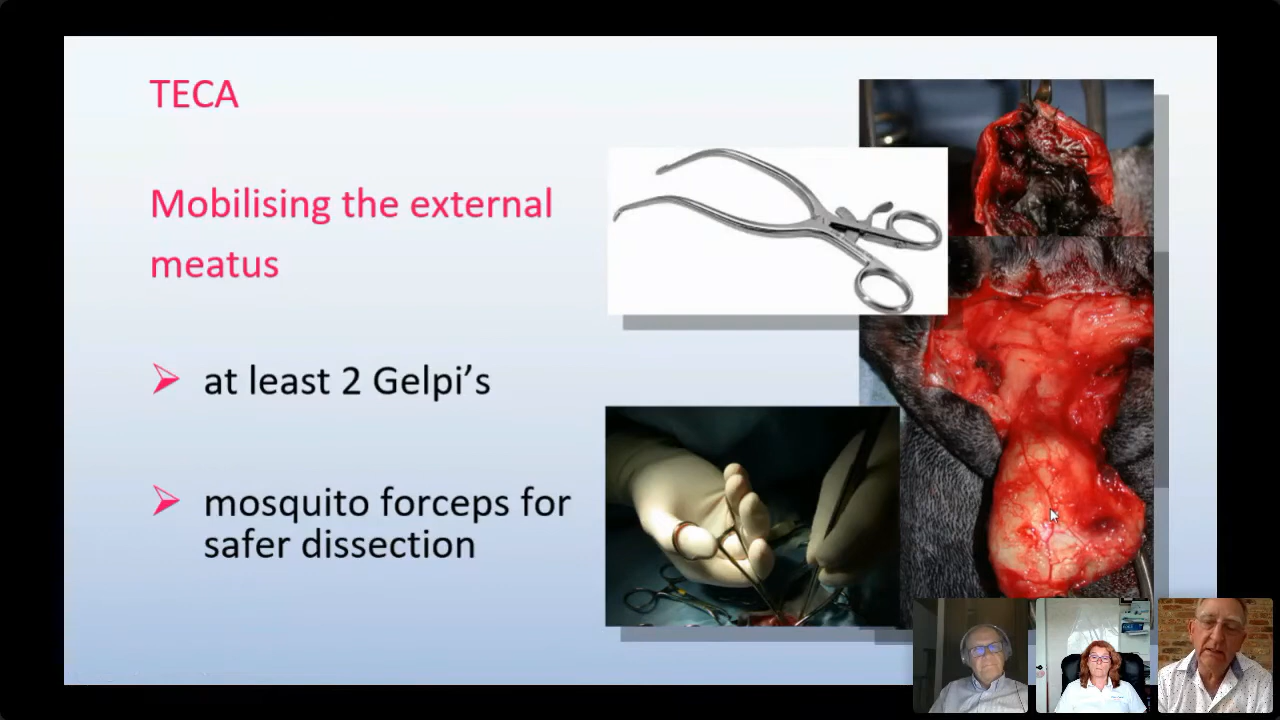 TECA
Mobilising the external
meatus
at least 2 Gelpi's
mosquito forceps for
safer dissection